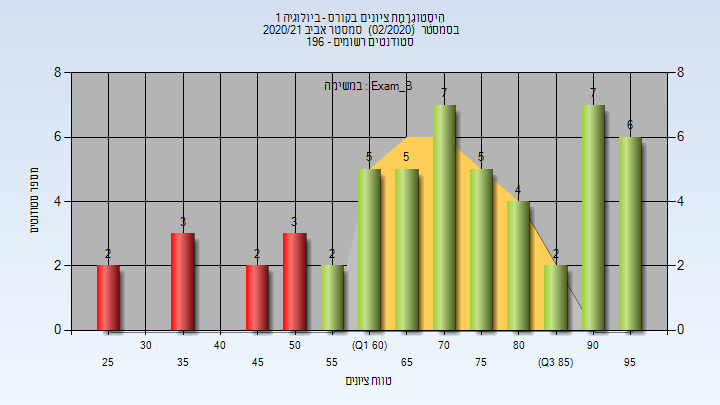 היסטוגרמת ציונים בקורס - ביולוגיה 1
בסמסטר (02/2020) סמסטר אביב 2020/21
סטודנטים רשומים - 196
במשימה : Exam_B
מספר סטודנטים
8 8
6 6
4 4
2 2
0 0
2 3 2 3 2 5 5 7 5 4 2 7 6
30 40 50 (Q1 60) 70 80 90
25 35 45 55 65 75 (Q3 85) 95
טווח ציונים